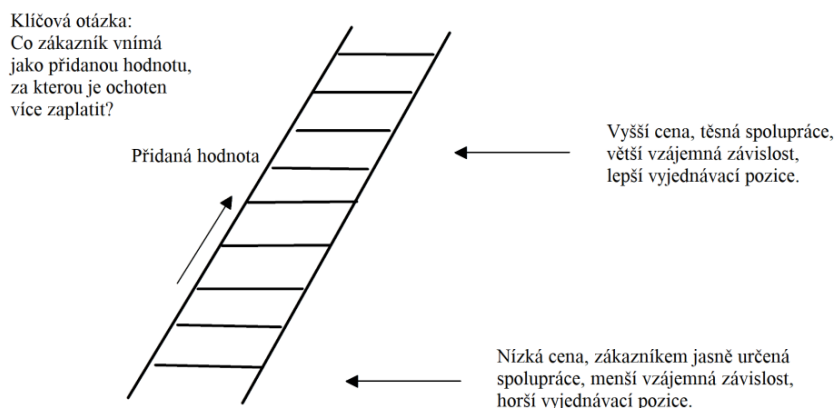 Klíčová otázka:
Co zákazník vnímá
jako přidanou hodnotu,
za kterou je ochoten
více zaplatit?
Přidaná hodnota
Vyšší cena, těsná spolupráce,
větší vzájemná závislost,
lepší vyjednávací pozice.
Nízká cena, zákazníkem jasně určená
spolupráce, menší vzájemná závislost,
horší vyjednávací pozice.